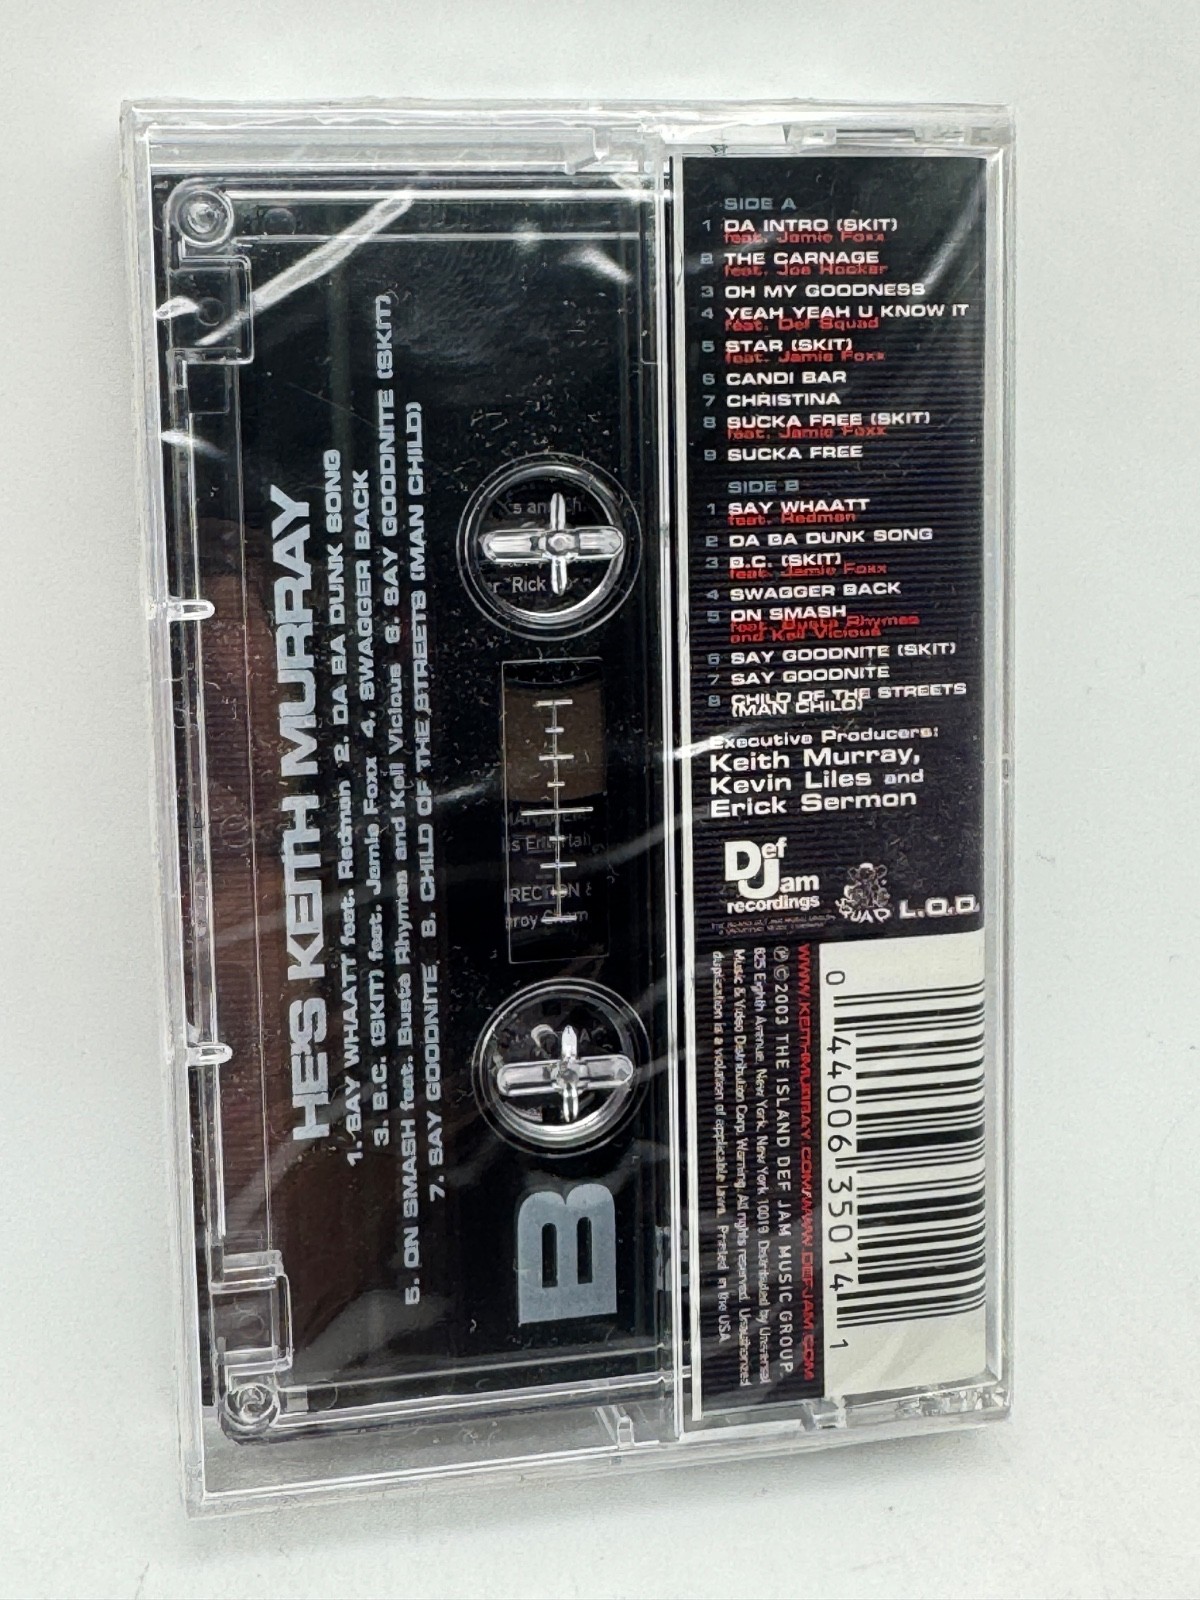 SIDE A
1 DA INTRO (SKIT)
feat. Jamie Foxx
2 THE CARNAGE
feat. Joe Hooker
3 OH MY GOODNESS
4 YEAH YEAH U KNOW IT
feat. Def Squad
5 STAR (SKIT)
feat. Jamie Foxx
6 CANDI BAR
7 CHRISTINA
8 SUCKA FREE (SKIT)
feat. Jamie Foxx
9 SUCKA FREE
SIDE B
1 SAY WHAATT
feat. Redman
2 DA BA DUNK SONG
3 B.C. (SKIT)
feat. Jamie Foxx
4 SWAGGER BACK
5 ON SMASH
feat. Busta Rhymes
and Kell Vicious
6 SAY GOODNITE (SKIT)
7 SAY GOODNITE
8 CHILD OF THE STREETS
(MAN CHILD)
Executive Producers:
Keith Murray,
Kevin Liles and
Erick Sermon
Def
Jam
recordings
SQUAD
L.O.D.
WWW.KEITHMURRAY.COM/WWW.DEFJAM.COM
℗ © 2003 THE ISLAND DEF JAM MUSIC GROUP.
825 Eighth Avenue, New York, New York 10019. Distributed by Universal
Music & Video Distribution Corp. Warning: All rights reserved. Unauthorized
duplication is a violation of applicable laws. Printed in the USA.
0 44006 35014 1
HE'S KEITH MURRAY
1. SAY WHAATT feat. Redman 2. DA BA DUNK SONG
3. B.C. (SKIT) feat. Jamie Foxx 4. SWAGGER BACK
5. ON SMASH feat. Busta Rhymes and Kell Vicious 6. SAY GOODNITE (SKIT)
7. SAY GOODNITE 8. CHILD OF THE STREETS (MAN CHILD)
B
Rick